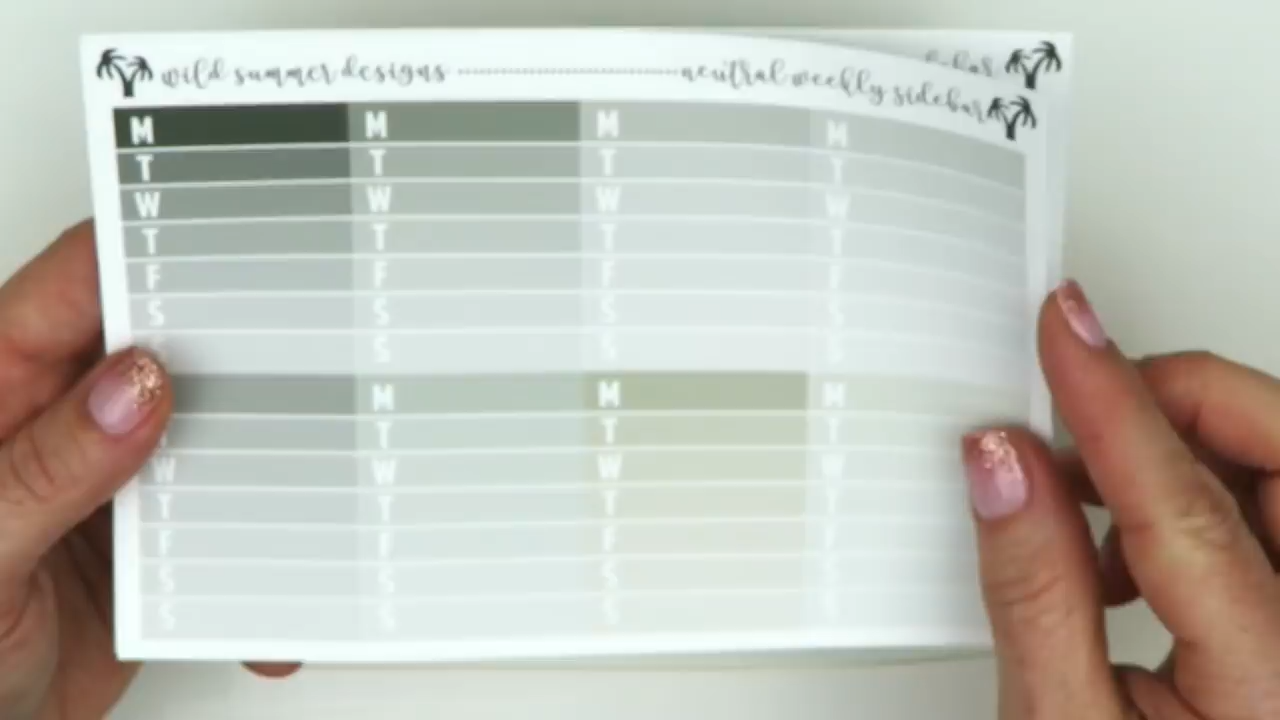 wild summer designs neutral weekly sidebar
M M M M
T T T T
W W W W
T T T T
F F F F
S S S S
S S S
M M M
T T T
W W W W
T T T T
F F F F
S S S S
S S S S